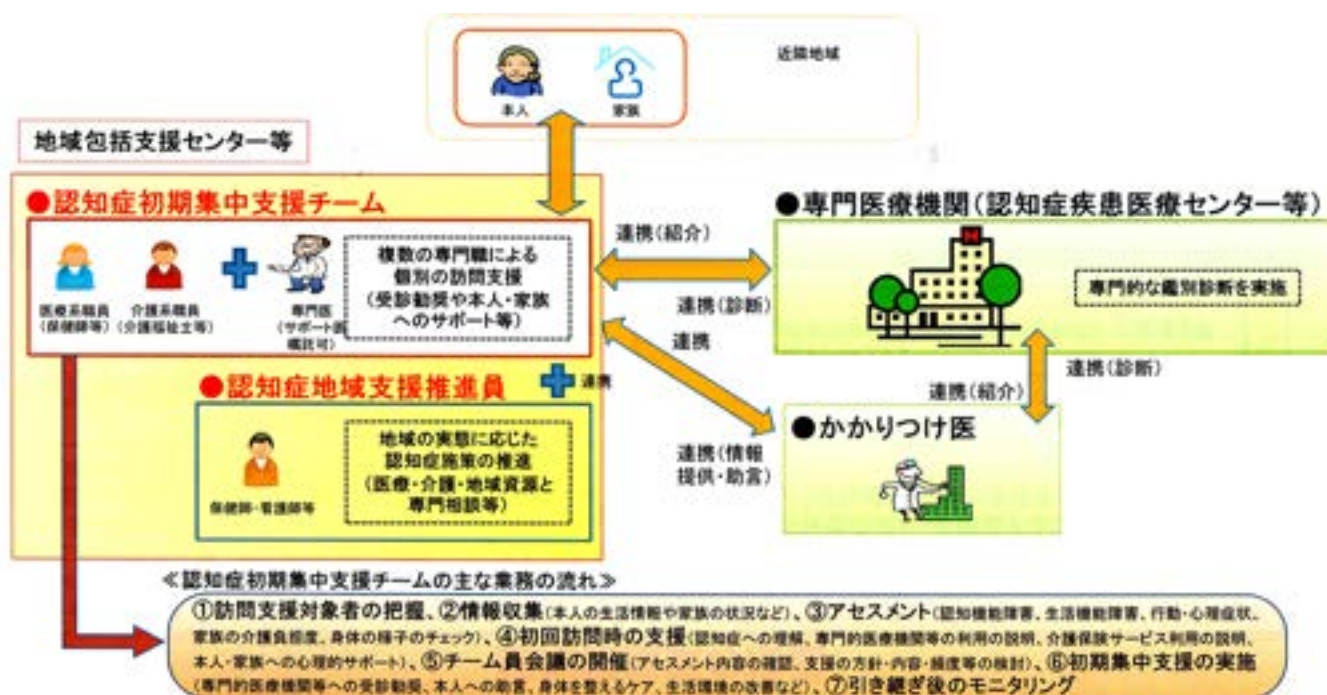 近隣地域
本人
家族
地域包括支援センター等
●認知症初期集中支援チーム
医療系職員
(保健師等)
介護系職員
(介護福祉士等)
専門医
(サポート医
嘱託可)
複数の専門職による
個別の訪問支援
(受診勧奨や本人・家族
へのサポート等)
●認知症地域支援推進員
連携
保健師・看護師等
地域の実態に応じた
認知症施策の推進
(医療・介護・地域資源と
専門相談等)
連携(紹介)
連携(診断)
連携
連携(情報
提供・助言)
●専門医療機関(認知症疾患医療センター等)
H
専門的な鑑別診断を実施
連携(診断)
連携(紹介)
●かかりつけ医
≪認知症初期集中支援チームの主な業務の流れ≫
①訪問支援対象者の把握、②情報収集(本人の生活情報や家族の状況など)、③アセスメント(認知機能障害、生活機能障害、行動・心理症状、
家族の介護負担度、身体の様子のチェック)、④初回訪問時の支援(認知症への理解、専門的医療機関等の利用の説明、介護保険サービス利用の説明、
本人・家族への心理的サポート)、⑤チーム員会議の開催(アセスメント内容の確認、支援の方針・内容・頻度等の検討)、⑥初期集中支援の実施
(専門的医療機関等への受診勧奨、本人への助言、身体を整えるケア、生活環境の改善など)、⑦引き継ぎ後のモニタリング